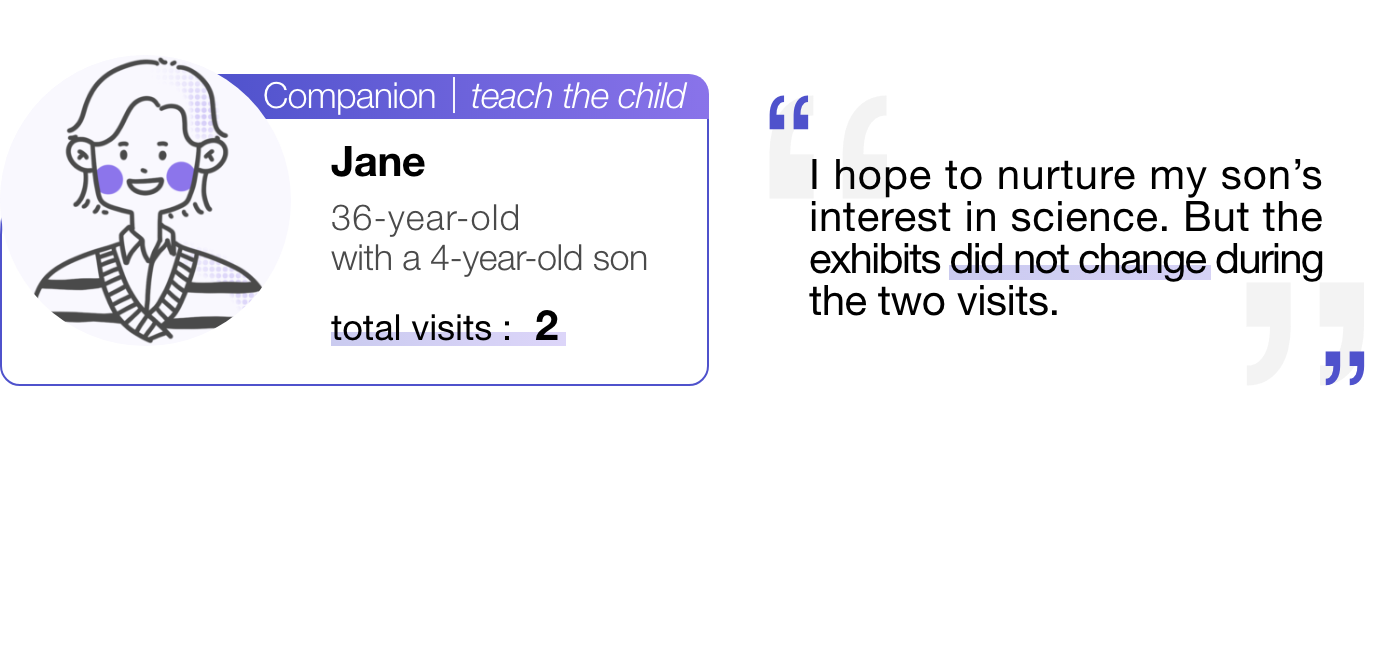 Companion | teach the child
Jane
36-year-old
with a 4-year-old son
total visits : 2
“
I hope to nurture my son’s
interest in science. But the
exhibits did not change during
the two visits.
”